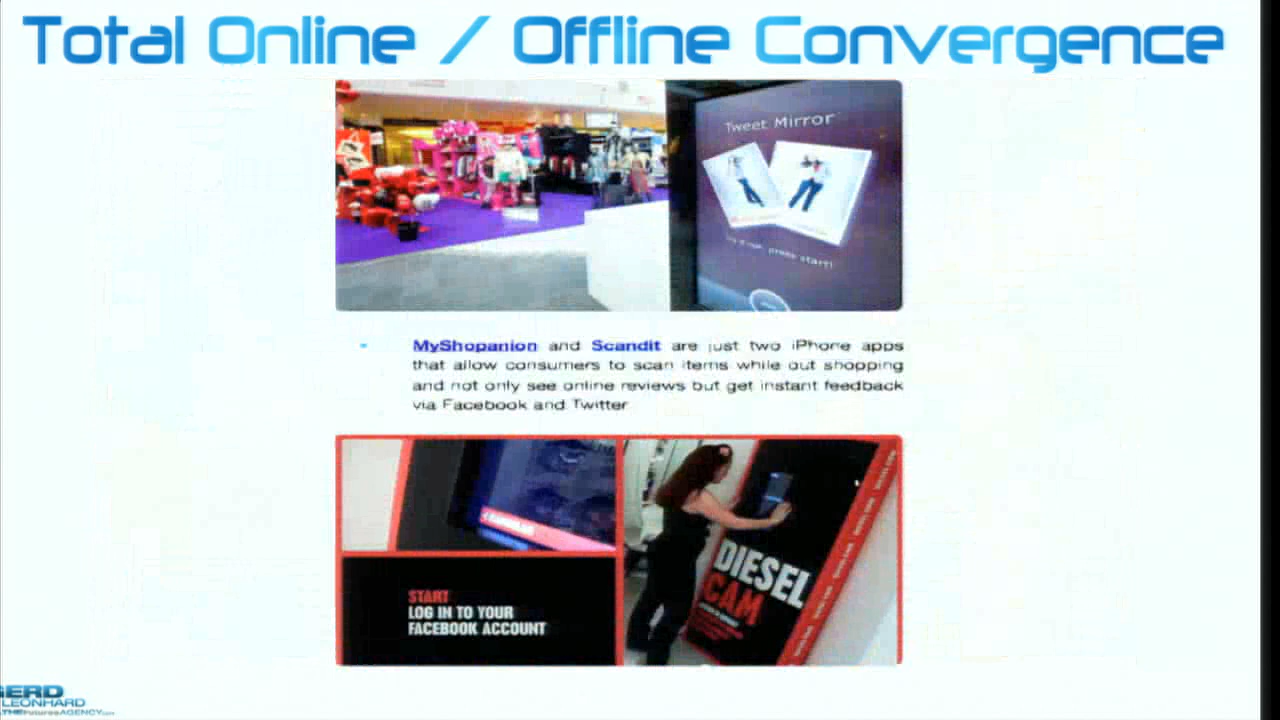 Total Online / Offline Convergence
Tweet Mirror
press start!
MyShopanion and Scandit are just two iPhone apps
that allow consumers to scan items while out shopping
and not only see online reviews but get instant feedback
via Facebook and Twitter
START
LOG IN TO YOUR
FACEBOOK ACCOUNT
DIESEL
CAM
GERD
LEONHARD
THEFuturesAGENCY.com